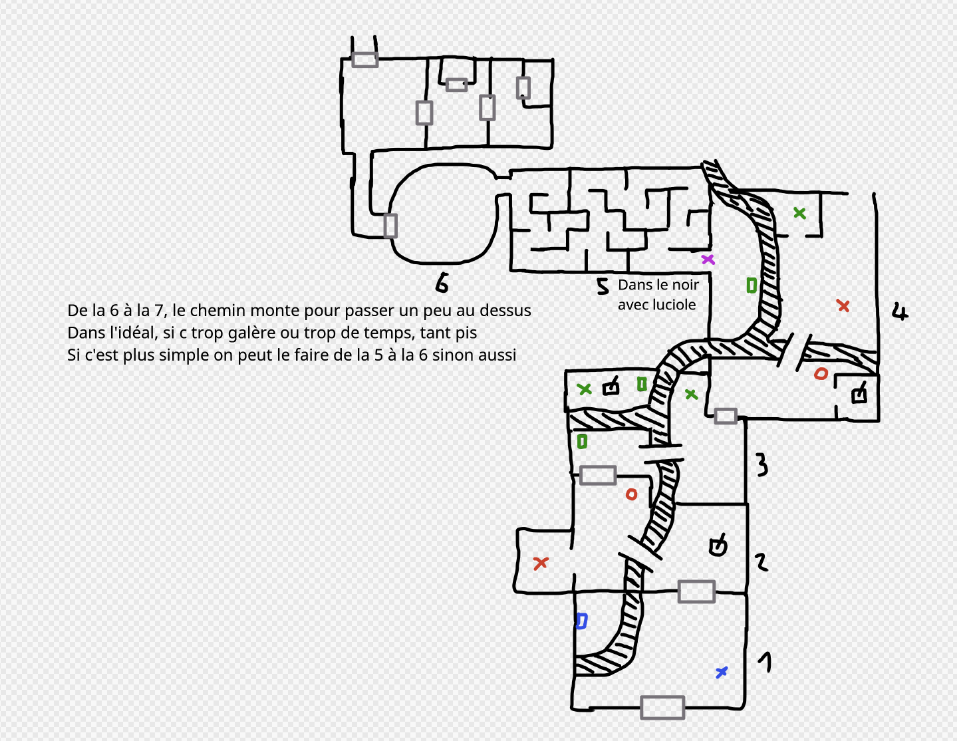 6
5
Dans le noir
avec luciole
4
De la 6 à la 7, le chemin monte pour passer un peu au dessus
Dans l'idéal, si c trop galère ou trop de temps, tant pis
Si c'est plus simple on peut le faire de la 5 à la 6 sinon aussi
3
2
1